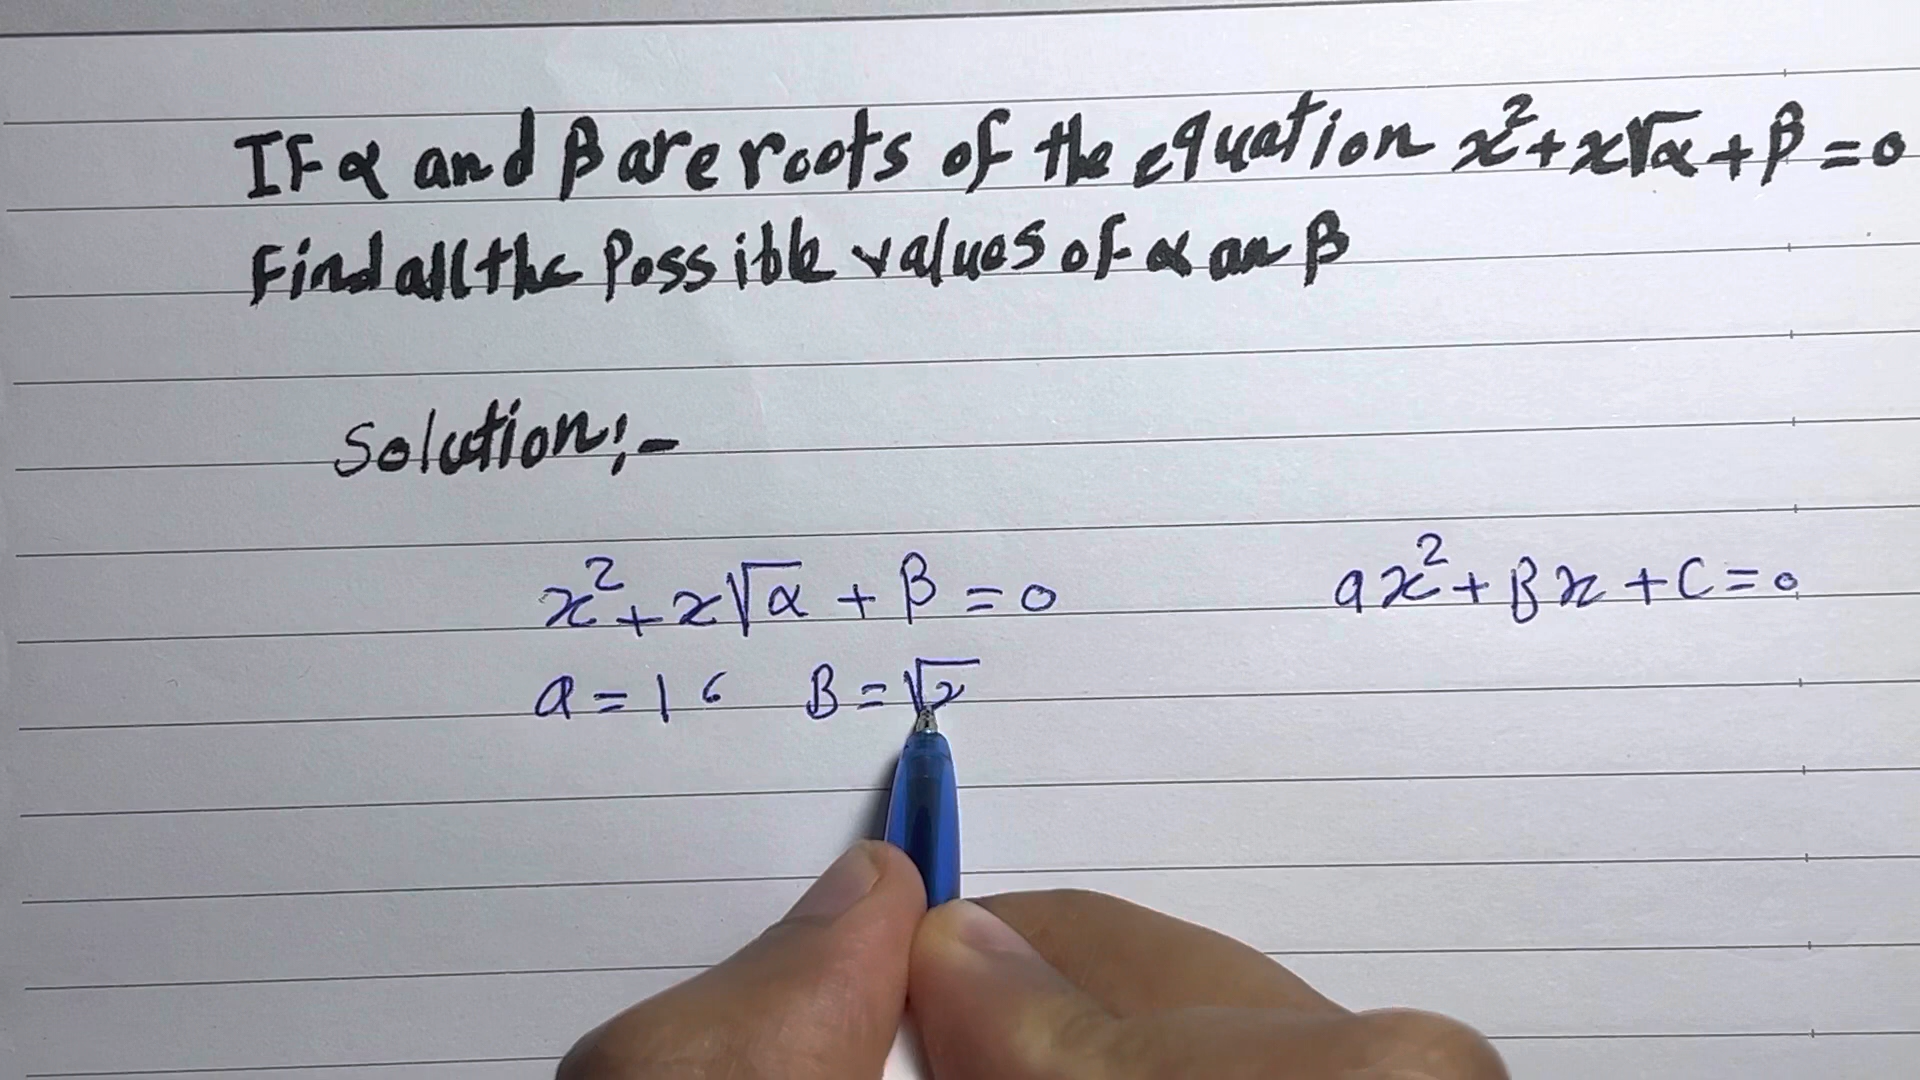 IF α and β are roots of the equation x²+x√α+β=0
Find all the Possible values of α an β
Solution:-
x²+x√α+β=0
ax²+Bx+C=0
a=1, B=√